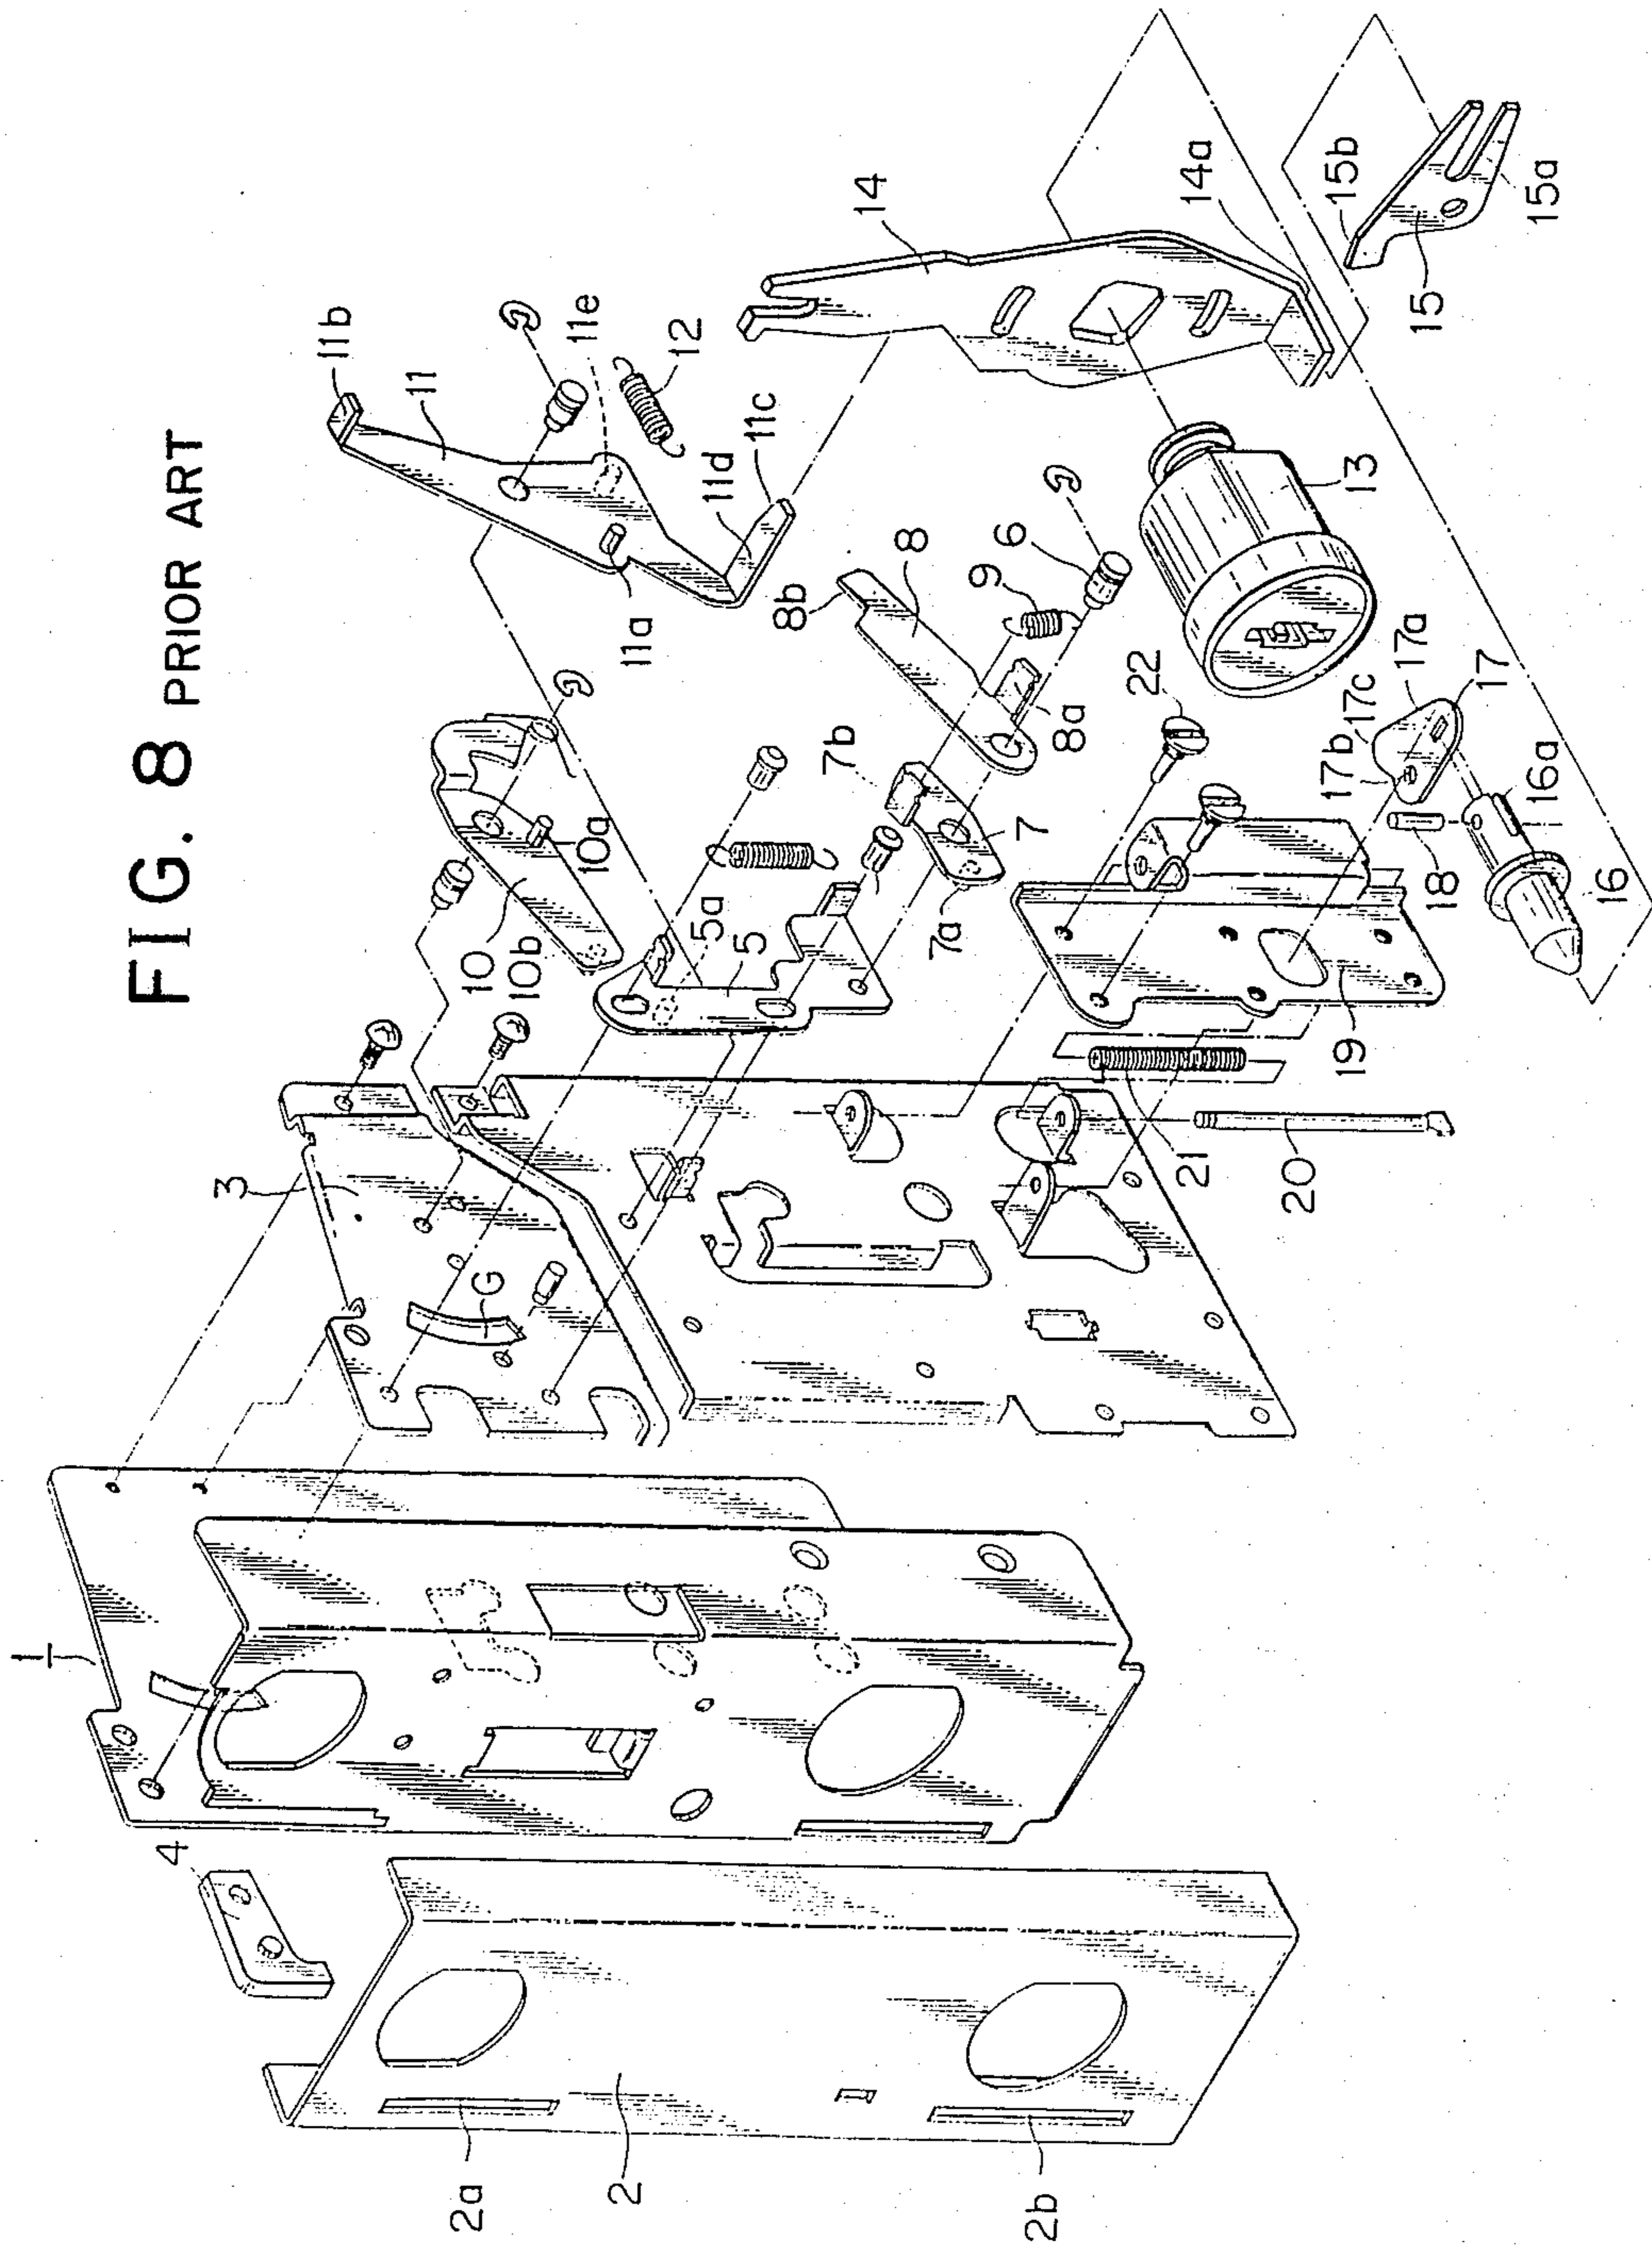 FIG. 8 PRIOR ART
1
2
2a
2b
3
4
G
5
5a
6
7
7a
7b
8
8a
8b
9
10
10a
10b
11
11a
11b
11c
11d
11e
12
13
14
14a
15
15a
15b
16
16a
17
17a
17b
17c
18
19
20
21
22